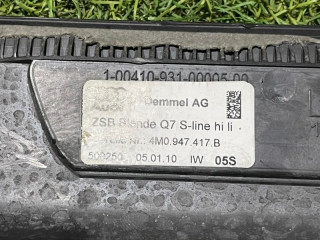 1-00410-931-00005.00
Audi Demmel AG
ZSB Blende Q7 S-line hi li
4M0.947.417.B
500250 05.01.10 IW 05S